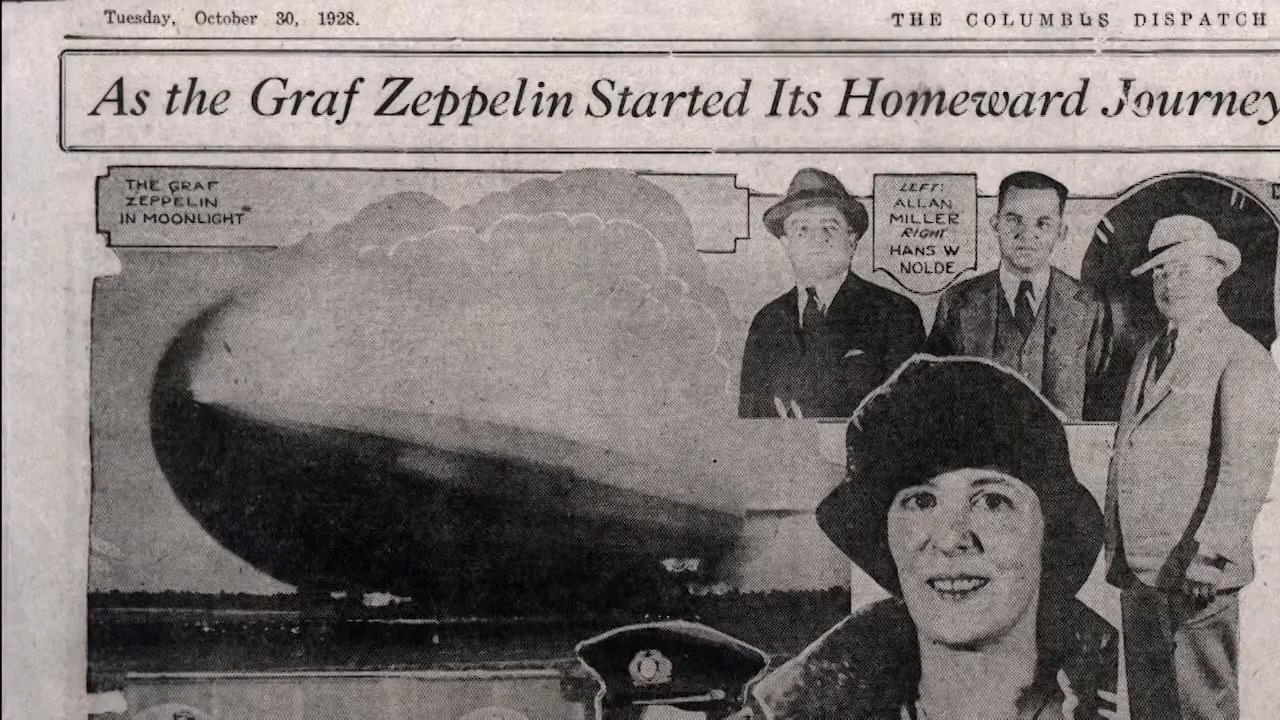 Tuesday, October 30, 1928.
THE COLUMBUS DISPATCH
As the Graf Zeppelin Started Its Homeward Journey
THE GRAF
ZEPPELIN
IN MOONLIGHT
LEFT:
ALLAN
MILLER
RIGHT
HANS W
NOLDE